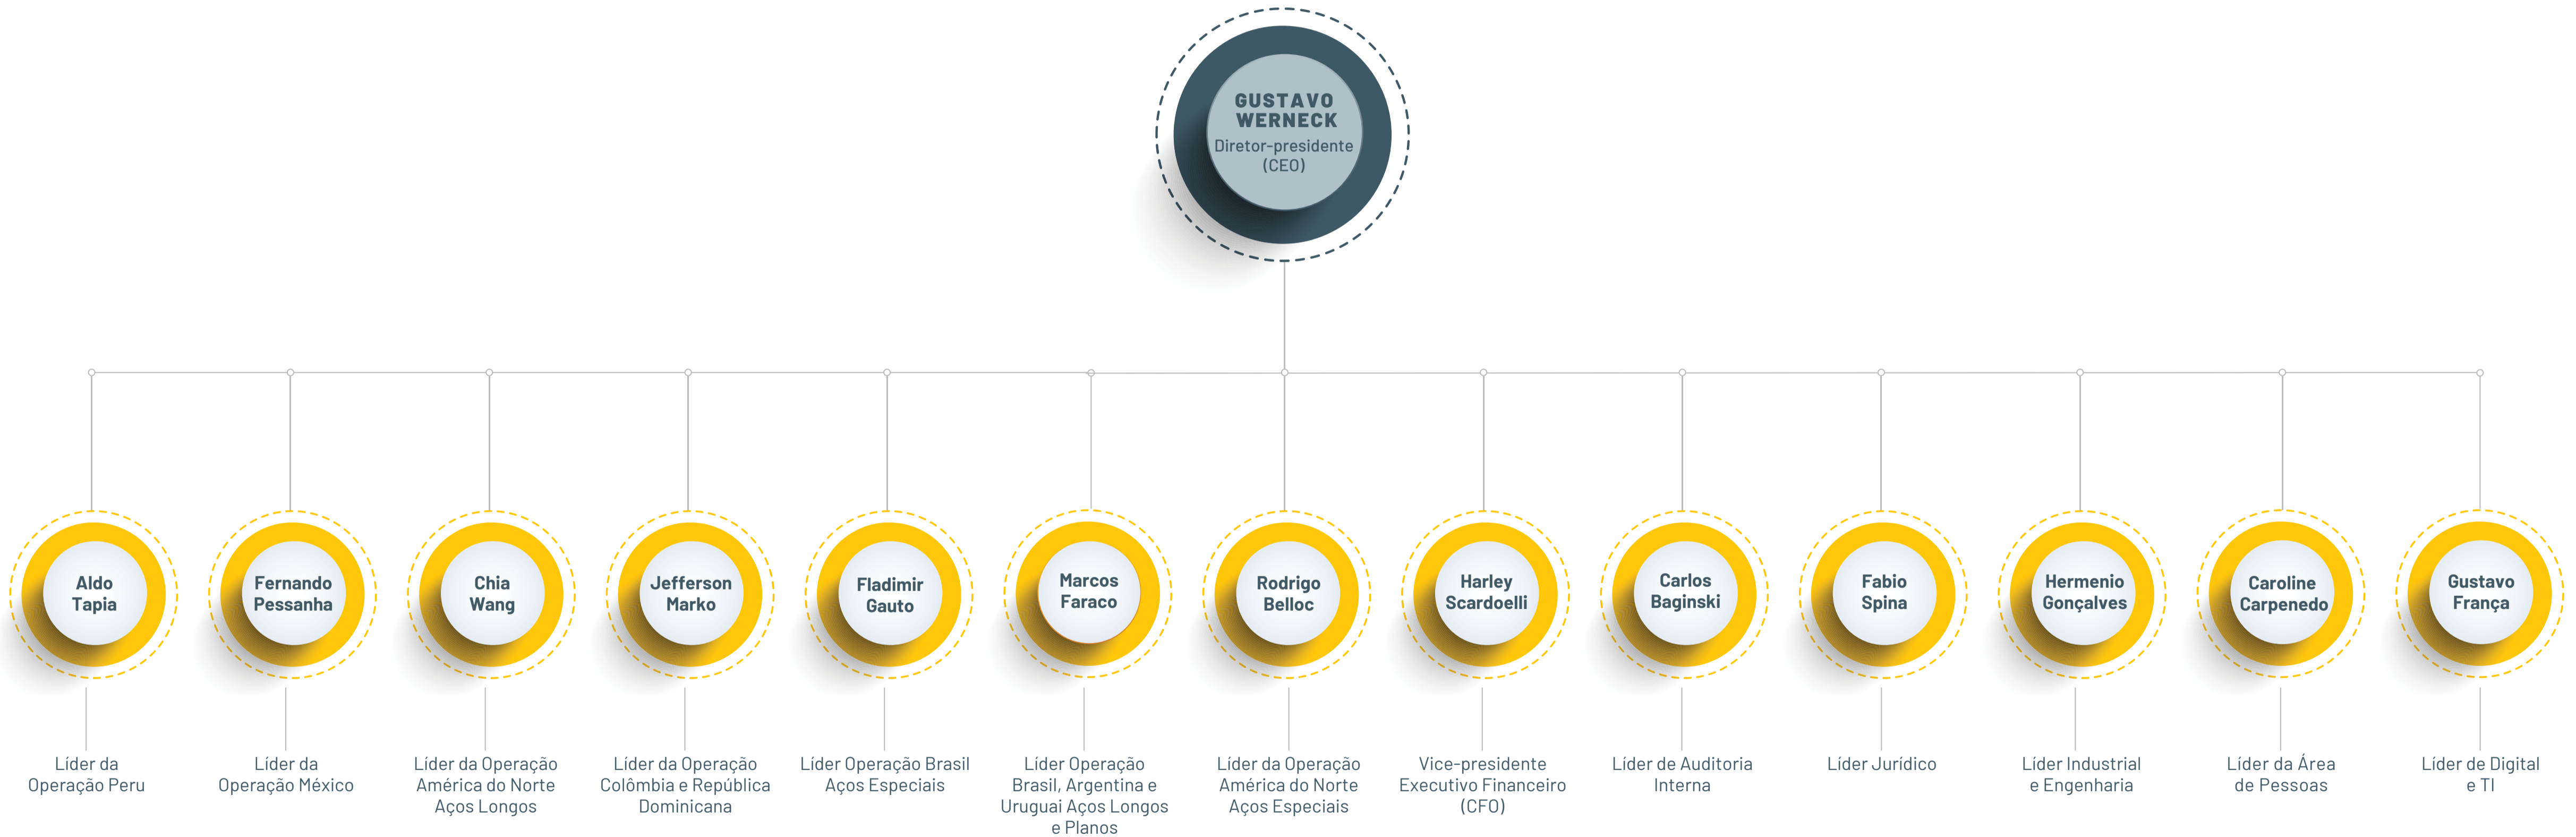 GUSTAVO
WERNECK
Diretor-presidente
(CEO)
Aldo
Tapia
Líder da
Operação Peru
Fernando
Pessanha
Líder da
Operação México
Chia
Wang
Líder da Operação
América do Norte
Aços Longos
Jefferson
Marko
Líder da Operação
Colômbia e República
Dominicana
Fladimir
Gauto
Líder Operação Brasil
Aços Especiais
Marcos
Faraco
Líder Operação
Brasil, Argentina e
Uruguai Aços Longos
e Planos
Rodrigo
Belloc
Líder da Operação
América do Norte
Aços Especiais
Harley
Scardoelli
Vice-presidente
Executivo Financeiro
(CFO)
Carlos
Baginski
Líder de Auditoria
Interna
Fabio
Spina
Líder Jurídico
Hermenio
Gonçalves
Líder Industrial
e Engenharia
Caroline
Carpenedo
Líder da Área
de Pessoas
Gustavo
França
Líder de Digital
e TI